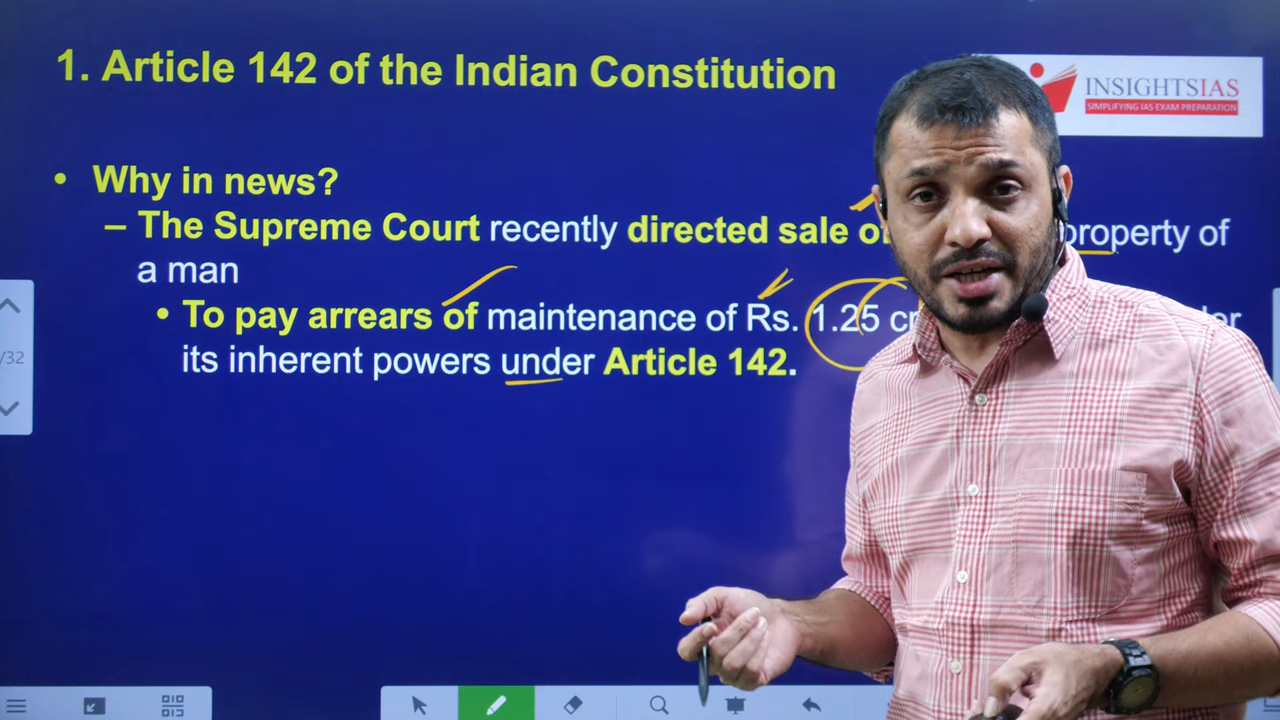 1. Article 142 of the Indian Constitution
INSIGHTSIAS
SIMPLIFYING IAS EXAM PREPARATION
• Why in news?
– The Supreme Court recently directed sale property of
a man
• To pay arrears of maintenance of Rs. 1.25
its inherent powers under Article 142.
/32